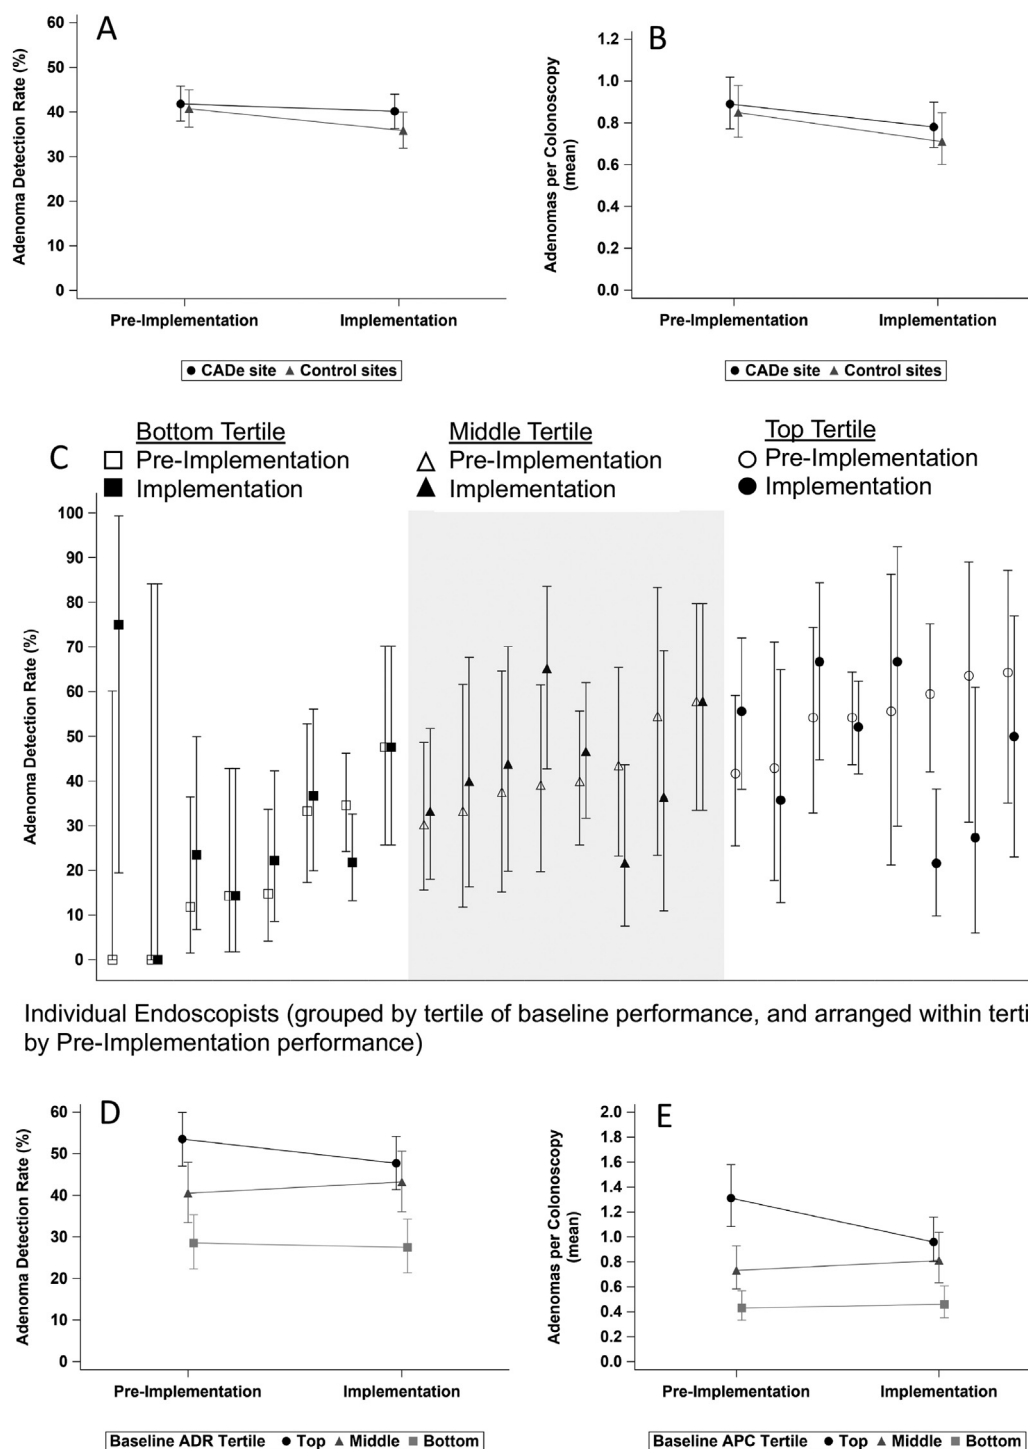 A
Adenoma Detection Rate (%)
60
50
40
30
20
10
0
Pre-Implementation Implementation
CADe site Control sites
B
Adenomas per Colonoscopy
(mean)
1.2
1.0
0.8
0.6
0.4
0.2
0.0
Pre-Implementation Implementation
CADe site Control sites
C
Bottom Tertile
Pre-Implementation
Implementation
Middle Tertile
Pre-Implementation
Implementation
Top Tertile
Pre-Implementation
Implementation
Adenoma Detection Rate (%)
100
90
80
70
60
50
40
30
20
10
0
Individual Endoscopists (grouped by tertile of baseline performance, and arranged within terti
by Pre-Implementation performance)
D
Adenoma Detection Rate (%)
60
50
40
30
20
10
0
Pre-Implementation Implementation
Baseline ADR Tertile Top Middle Bottom
E
Adenomas per Colonoscopy
(mean)
2.0
1.8
1.6
1.4
1.2
1.0
0.8
0.6
0.4
0.2
0.0
Pre-Implementation Implementation
Baseline APC Tertile Top Middle Bottom